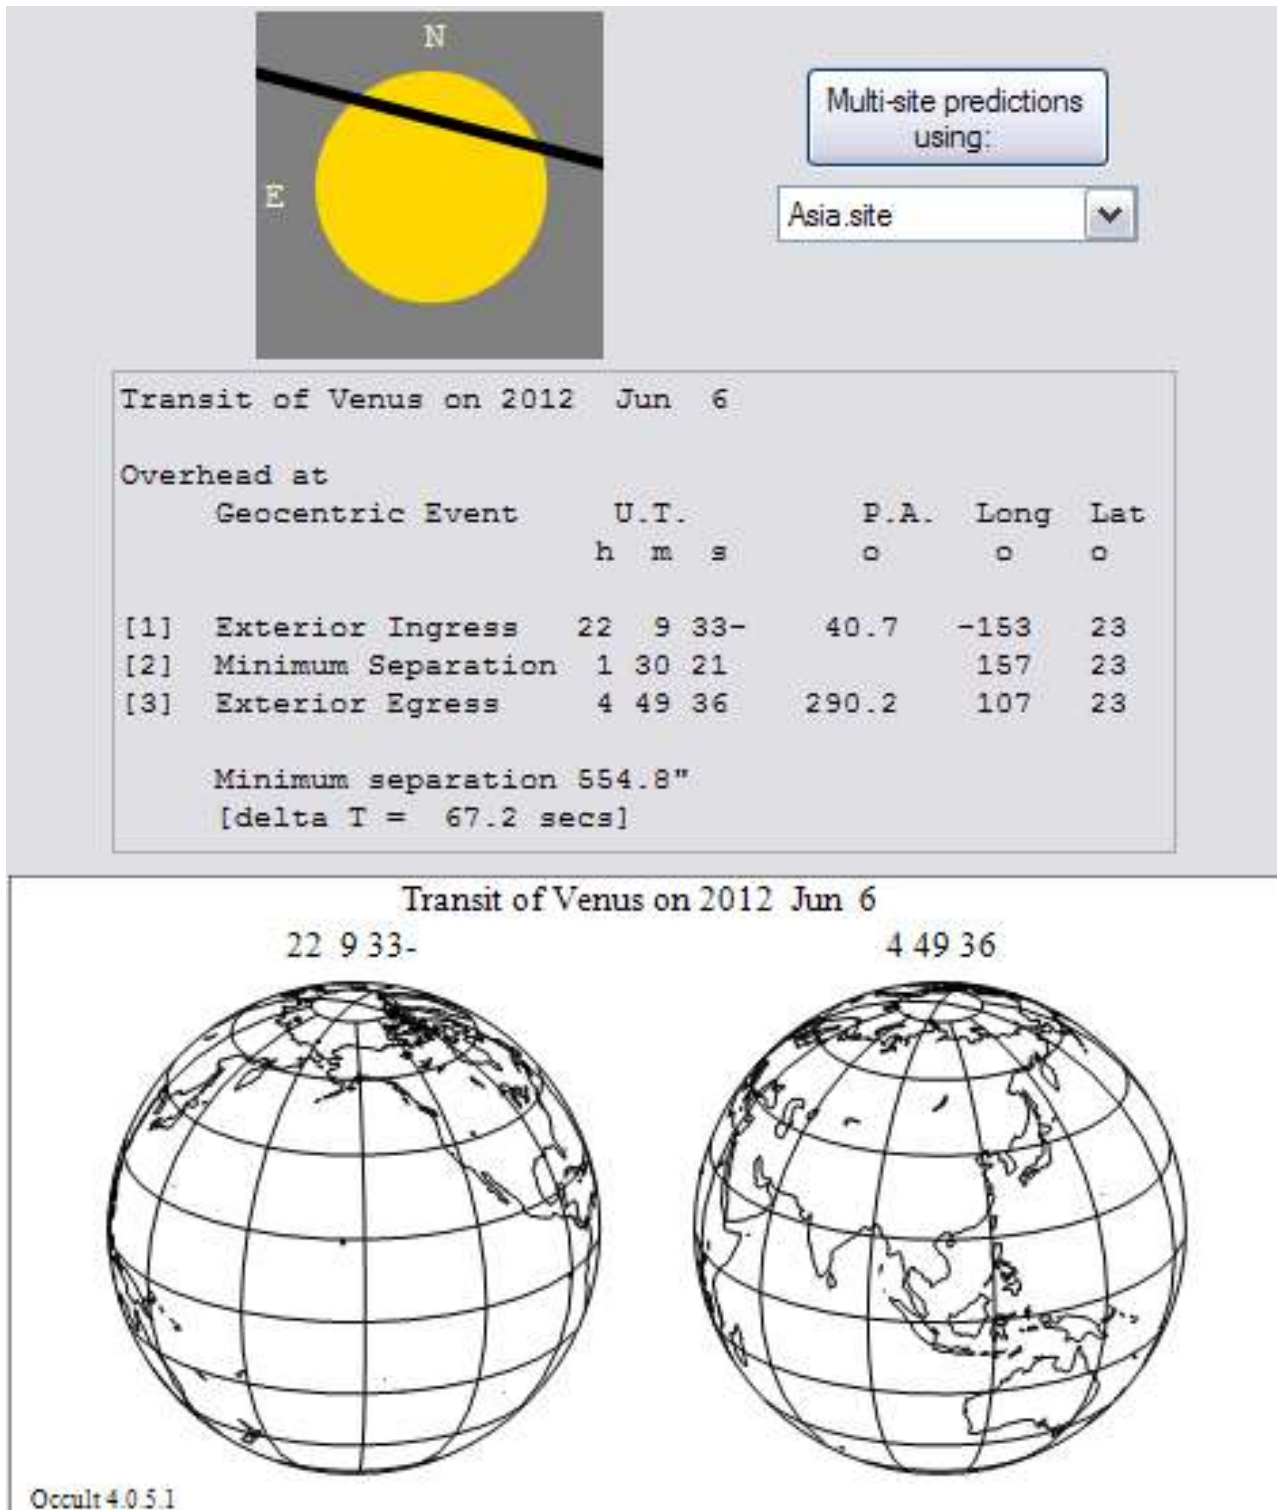 N
E
Multi-site predictions
using:
Asia.site
Transit of Venus on 2012 Jun 6
Overhead at
Geocentric Event U.T. P.A. Long Lat
h m s o o o
[1] Exterior Ingress 22 9 33- 40.7 -153 23
[2] Minimum Separation 1 30 21 157 23
[3] Exterior Egress 4 49 36 290.2 107 23
Minimum separation 554.8"
[delta T = 67.2 secs]
Transit of Venus on 2012 Jun 6
22 9 33- 4 49 36
Occult 4.0.5.1